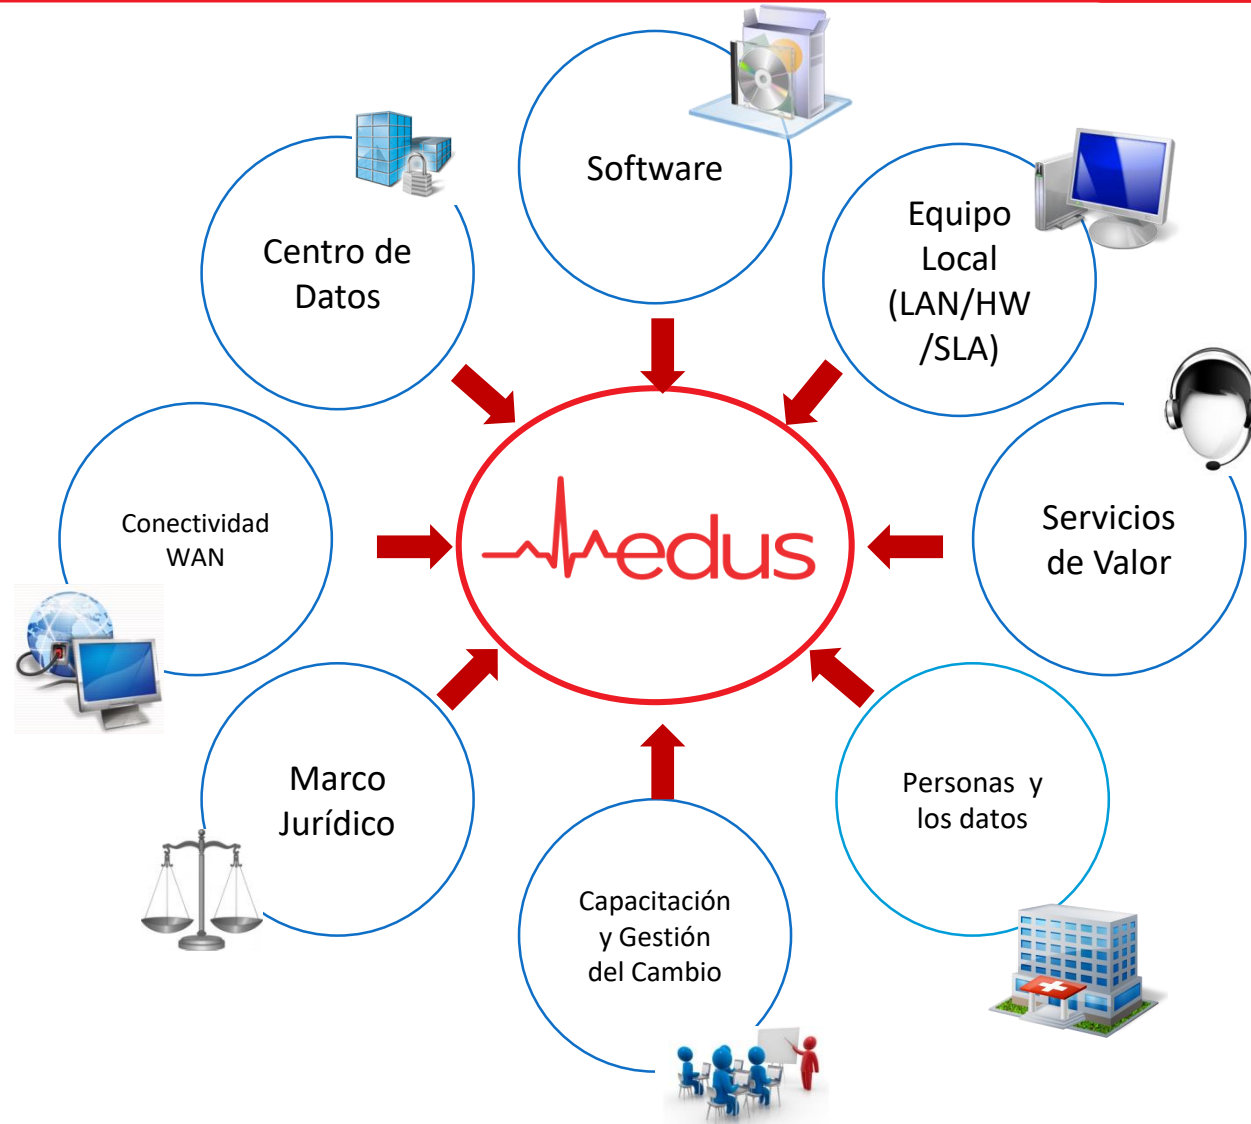 Software
Equipo
Local
(LAN/HW
/SLA)
Centro de
Datos
Servicios
de Valor
Conectividad
WAN
edus
Personas y
los datos
Marco
Jurídico
Capacitación
y Gestión
del Cambio